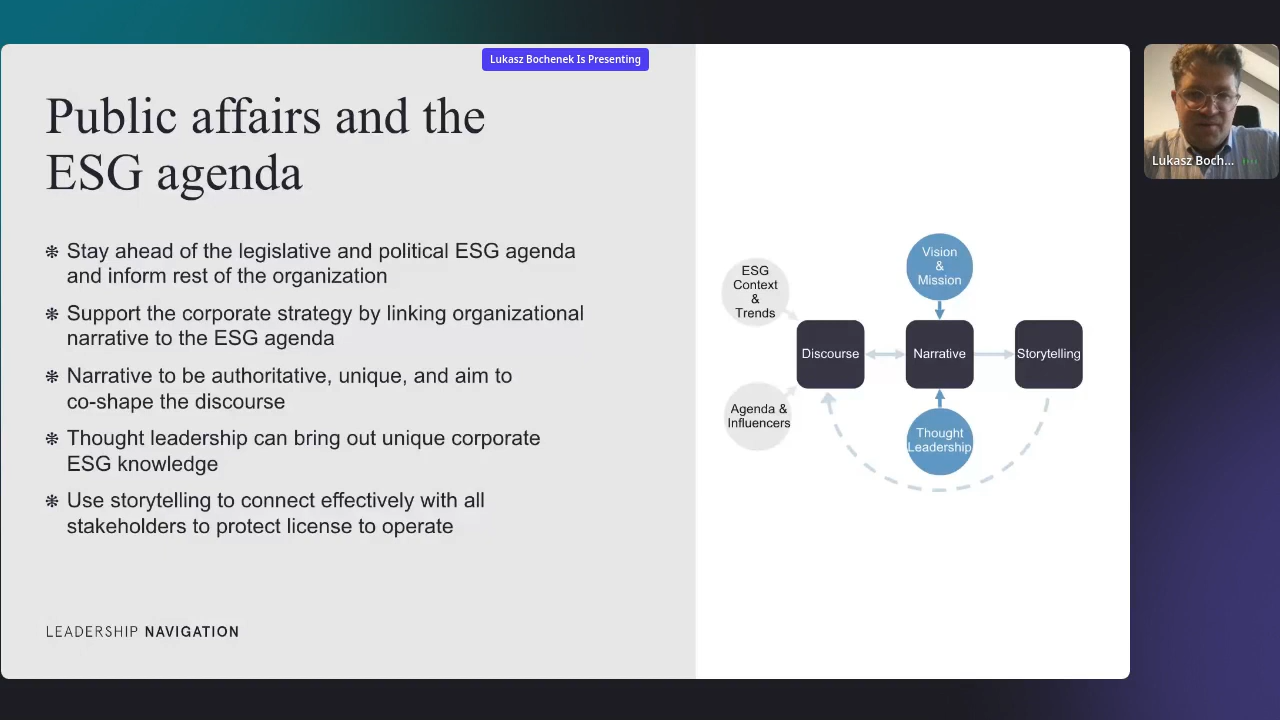 Lukasz Bochenek Is Presenting
Public affairs and the
ESG agenda
❋ Stay ahead of the legislative and political ESG agenda
and inform rest of the organization
❋ Support the corporate strategy by linking organizational
narrative to the ESG agenda
❋ Narrative to be authoritative, unique, and aim to
co-shape the discourse
❋ Thought leadership can bring out unique corporate
ESG knowledge
❋ Use storytelling to connect effectively with all
stakeholders to protect license to operate
LEADERSHIP NAVIGATION
ESG
Context
&
Trends
Vision
&
Mission
Discourse
Narrative
Storytelling
Agenda &
Influencers
Thought
Leadership
Lukasz Boch...